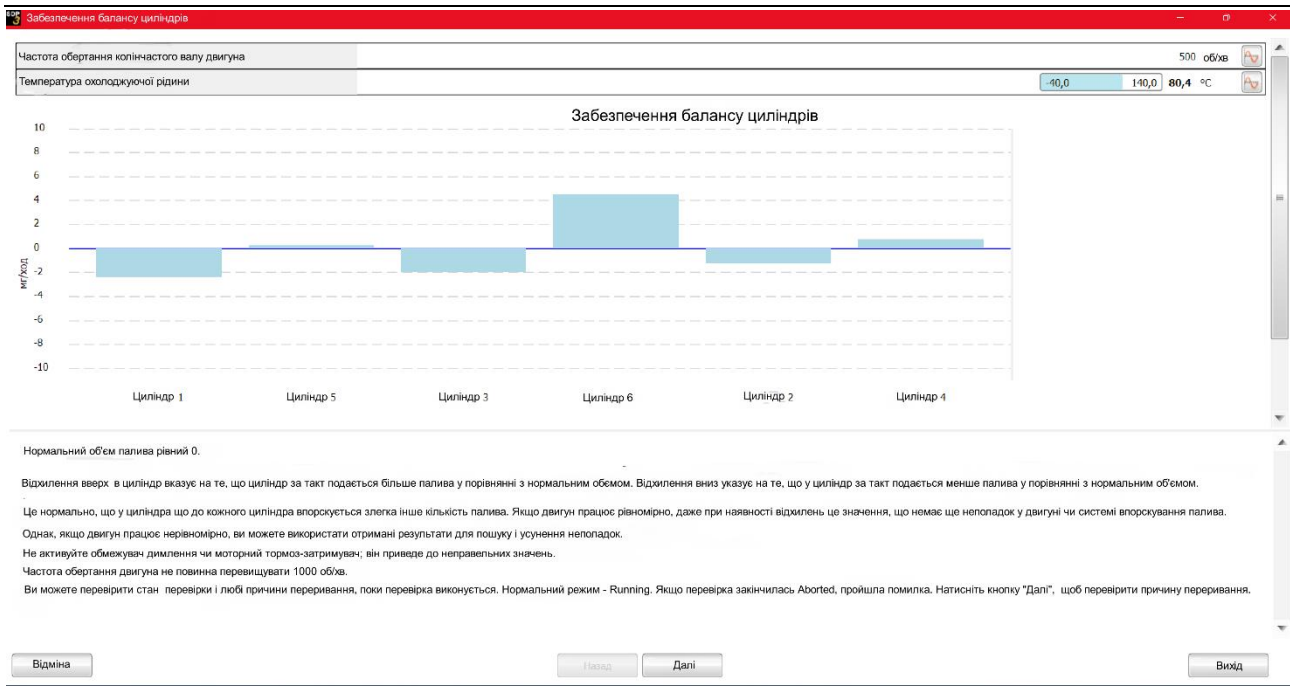 Забезпечення балансу циліндрів
Частота обертання колінчастого валу двигуна
500 об/хв
Температура охолоджуючої рідини
-40,0 140,0 80,4 °C
Забезпечення балансу циліндрів
10
8
6
4
2
0
-2
-4
-6
-8
-10
мг/ход
Циліндр 1 Циліндр 5 Циліндр 3 Циліндр 6 Циліндр 2 Циліндр 4
Нормальний об'єм палива рівний 0.
Відхилення вверх в циліндр вказує на те, що циліндр за такт подається більше палива у порівнянні з нормальним обємом. Відхилення вниз указує на те, що у циліндр за такт подається менше палива у порівнянні з нормальним об'ємом.
Це нормально, що у циліндра що до кожного циліндра впорскується злегка інше кількість палива. Якщо двигун працює рівномірно, даже при наявності відхилень це значення, що немає ще неполадок у двигуні чи системі впорскування палива.
Однак, якщо двигун працює нерівномірно, ви можете використати отримані результати для пошуку і усунення неполадок.
Не активуйте обмежувач димлення чи моторний тормоз-затримувач; він приведе до неправельних значень.
Частота обертання двигуна не повинна перевищувати 1000 об/хв.
Ви можете перевірити стан перевірки і любі причини переривання, поки перевірка виконується. Нормальний режим - Running. Якщо перевірка закінчилась Aborted, пройшла помилка. Натисніть кнопку "Далі", щоб перевірити причину переривання.
Відміна Назад Далі Вихід